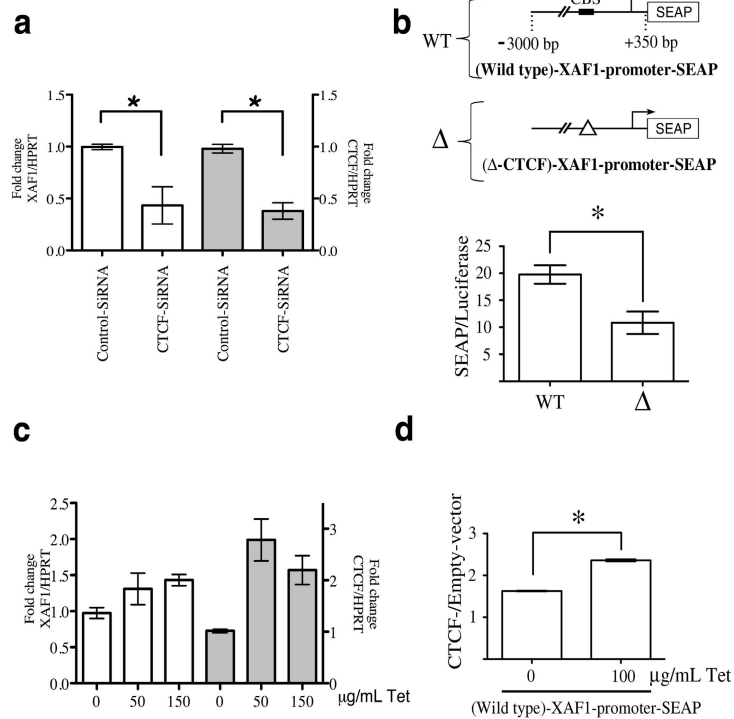 a
1.5
1.0
0.5
0.0
Fold change
XAF1/HPRT
1.5
1.0
0.5
0.0
Fold change
CTCF/HPRT
*
*
Control-SiRNA
CTCF-SiRNA
Control-SiRNA
CTCF-SiRNA
b
WT
CBS
SEAP
-3000 bp
+350 bp
(Wild type)-XAF1-promoter-SEAP
Δ
SEAP
(Δ-CTCF)-XAF1-promoter-SEAP
*
SEAP/Luciferase
25
20
15
10
5
WT
Δ
c
2.5
2.0
1.5
1.0
0.5
0.0
Fold change
XAF1/HPRT
3
2
1
0
Fold change
CTCF/HPRT
0 50 150 0 50 150 µg/mL Tet
d
*
CTCF-/Empty-vector
3
2
1
0 100 µg/mL Tet
(Wild type)-XAF1-promoter-SEAP